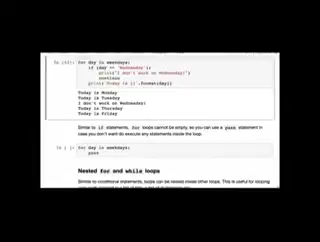 for day in weekdays:
if (day == 'Wednesday'):
print("I don't work on Wednesday!")
continue
print('Today is {}'.format(day))
Today is Monday
Today is Tuesday
I don't work on Wednesday!
Today is Thursday
Today is Friday
Similar to if statements, for loops cannot be empty, so you can use a pass statement in
case you don't want do execute any statements inside the loop.
In [ ]: for day in weekdays:
pass
Nested for and while loops
Similar to conditional statements, loops can be nested inside other loops. This is useful for looping